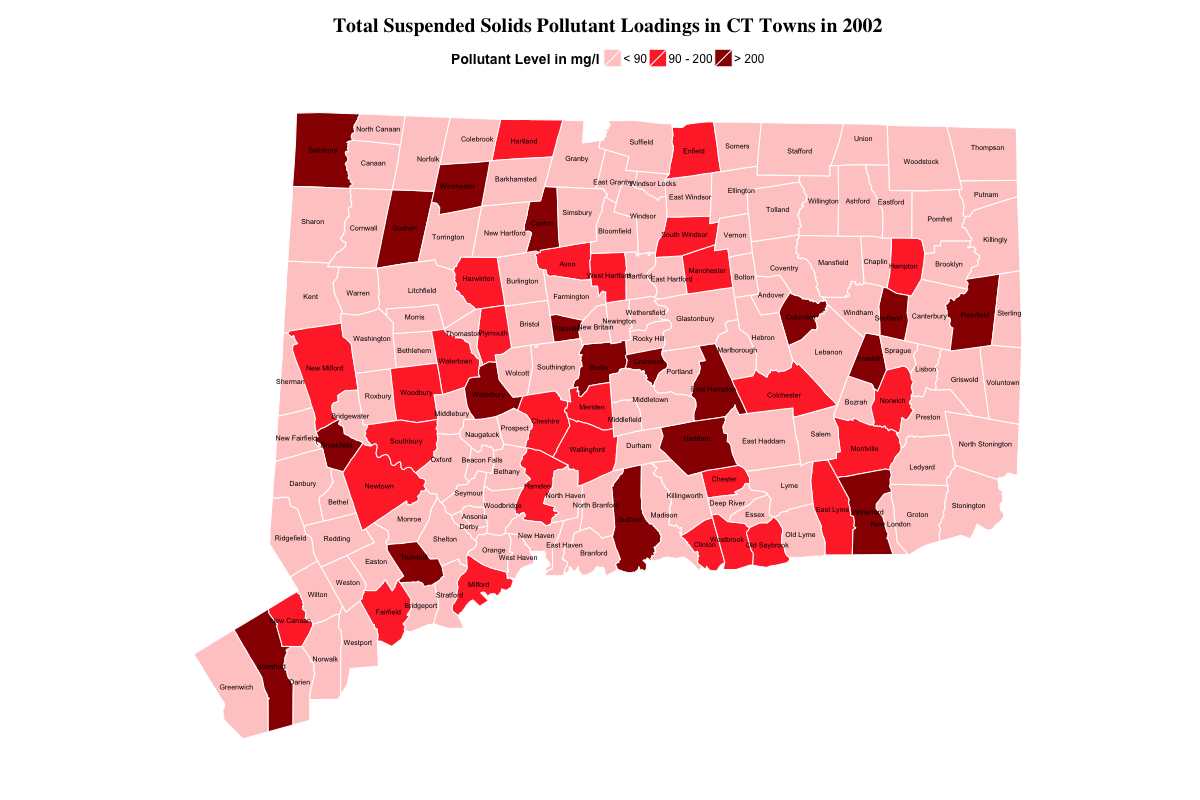 Total Suspended Solids Pollutant Loadings in CT Towns in 2002
Pollutant Level in mg/l < 90 90 - 200 > 200
North Canaan
Colebrook
Hartland
Suffield
Enfield
Somers
Union
Thompson
Salisbury
Canaan
Norfolk
Granby
Stafford
Woodstock
Winchester
Barkhamsted
East Granby
Windsor Locks
East Windsor
Ellington
Putnam
Sharon
Cornwall
Goshen
Torrington
New Hartford
Canton
Simsbury
Bloomfield
Windsor
South Windsor
Vernon
Tolland
Willington
Ashford
Eastford
Pomfret
Killingly
Kent
Warren
Litchfield
Harwinton
Burlington
Avon
West Hartford
Hartford
East Hartford
Manchester
Bolton
Coventry
Mansfield
Chaplin
Hampton
Brooklyn
Farmington
Andover
Morris
Bristol
Plainville
New Britain
Newington
Wethersfield
Glastonbury
Columbia
Windham
Scotland
Canterbury
Plainfield
Sterling
Washington
Bethlehem
Thomaston
Plymouth
Rocky Hill
Hebron
Marlborough
Lebanon
Franklin
Sprague
New Milford
Watertown
Wolcott
Southington
Berlin
Cromwell
Portland
Lisbon
Griswold
Voluntown
Sherman
Roxbury
Woodbury
Waterbury
Middletown
East Hampton
Colchester
Bozrah
Norwich
Bridgewater
Middlebury
Cheshire
Meriden
Middlefield
Preston
New Fairfield
Brookfield
Southbury
Naugatuck
Prospect
Wallingford
Durham
Haddam
East Haddam
Salem
Montville
North Stonington
Oxford
Beacon Falls
Bethany
Ledyard
Danbury
Newtown
Hamden
Chester
Lyme
Bethel
Seymour
Woodbridge
North Haven
North Branford
Killingworth
Deep River
Essex
East Lyme
Waterford
New London
Groton
Stonington
Monroe
Ansonia
Derby
Guilford
Madison
Ridgefield
Redding
Shelton
Orange
New Haven
West Haven
East Haven
Branford
Clinton
Westbrook
Old Saybrook
Old Lyme
Easton
Trumbull
Weston
Wilton
Milford
Stratford
Bridgeport
Fairfield
New Canaan
Westport
Norwalk
Stamford
Darien
Greenwich